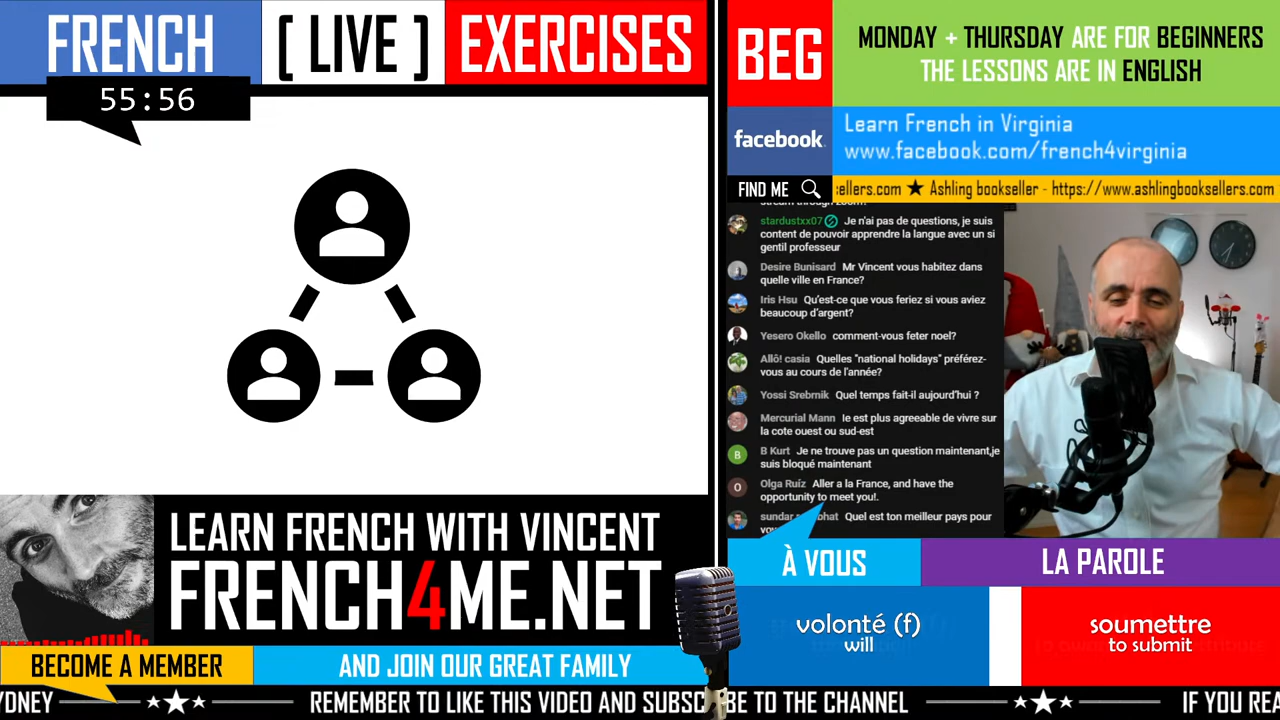 FRENCH
[ LIVE ]
EXERCISES
55:56
BEG
MONDAY + THURSDAY ARE FOR BEGINNERS
THE LESSONS ARE IN ENGLISH
facebook.
Learn French in Virginia
www.facebook.com/french4virginia
FIND ME
ellers.com ★ Ashling bookseller - https://www.ashlingbooksellers.com
stardustxx07 Je n'ai pas de questions, je suis
content de pouvoir apprendre la langue avec un si
gentil professeur
Desire Bunisard Mr Vincent vous habitez dans
quelle ville en France?
Iris Hsu Qu'est-ce que vous feriez si vous aviez
beaucoup d'argent?
Yesero Okello comment-vous feter noel?
Allô! casia Quelles "national holidays" préférez-
vous au cours de l'année?
Yossi Srebrnik Quel temps fait-il aujourd'hui ?
Mercurial Mann le est plus agreeable de vivre sur
la cote ouest ou sud-est
B Kurt Je ne trouve pas un question maintenant,je
suis bloqué maintenant
Olga Ruíz Aller a la France, and have the
opportunity to meet you!.
sundar Quel est ton meilleur pays pour
À VOUS
LA PAROLE
volonté (f)
will
soumettre
to submit
LEARN FRENCH WITH VINCENT
FRENCH4ME.NET
BECOME A MEMBER
AND JOIN OUR GREAT FAMILY
YDNEY ★ REMEMBER TO LIKE THIS VIDEO AND SUBSC BE TO THE CHANNEL ★ IF YOU REA